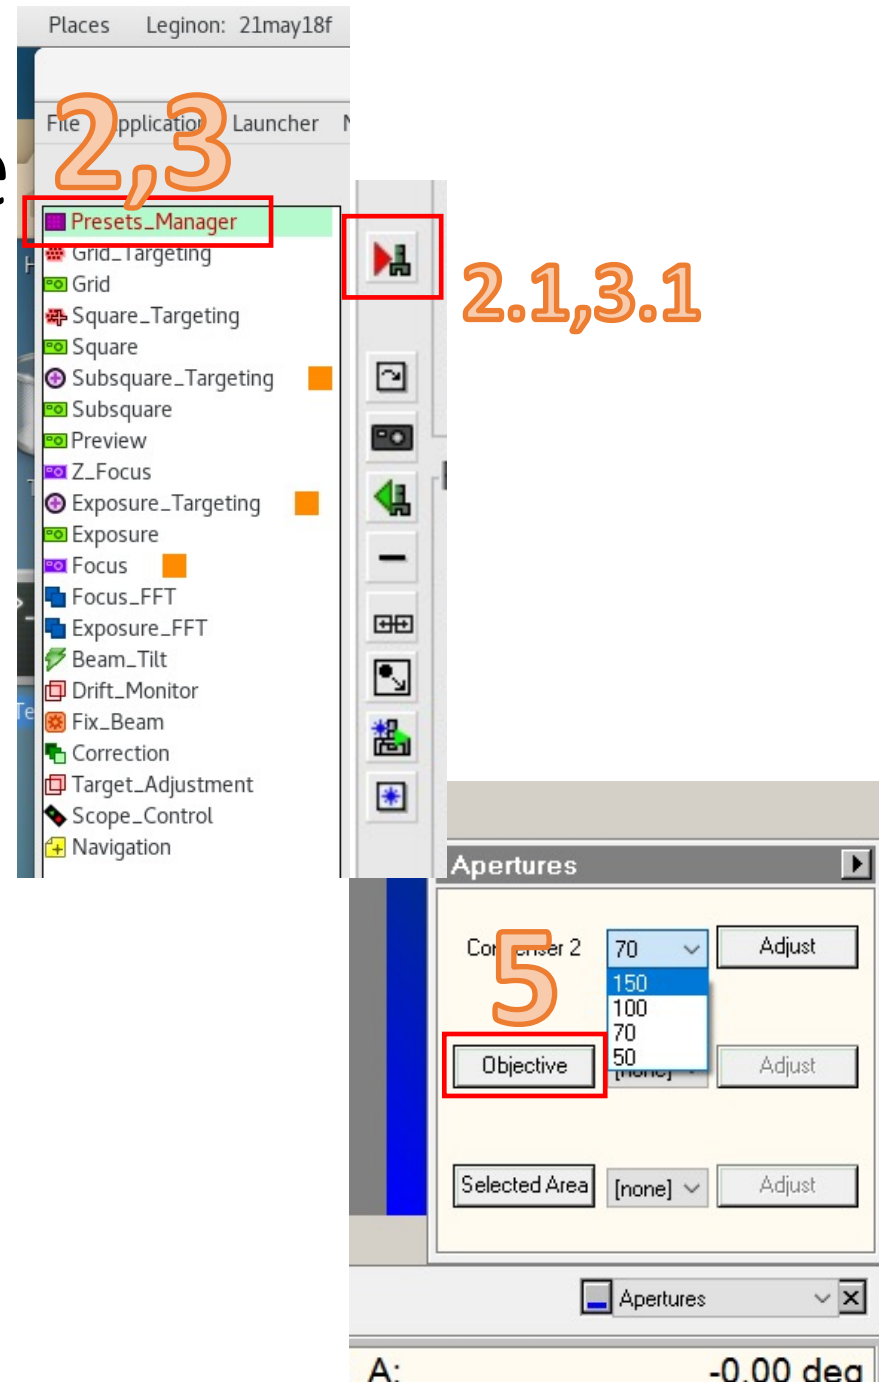 Places Leginon: 21may18f
File Application Launcher
2,3
e
Presets_Manager
Grid_Targeting
Grid
Square_Targeting
Square
Subsquare_Targeting
Subsquare
Preview
Z_Focus
Exposure_Targeting
Exposure
Focus
Focus_FFT
Exposure_FFT
Beam_Tilt
Drift_Monitor
Fix_Beam
Correction
Target_Adjustment
Scope_Control
Navigation
2.1,3.1
Apertures
Condenser 2 70 Adjust
150
100
70
50
5
Objective [none] Adjust
Selected Area [none] Adjust
Apertures
A: -0.00 deg